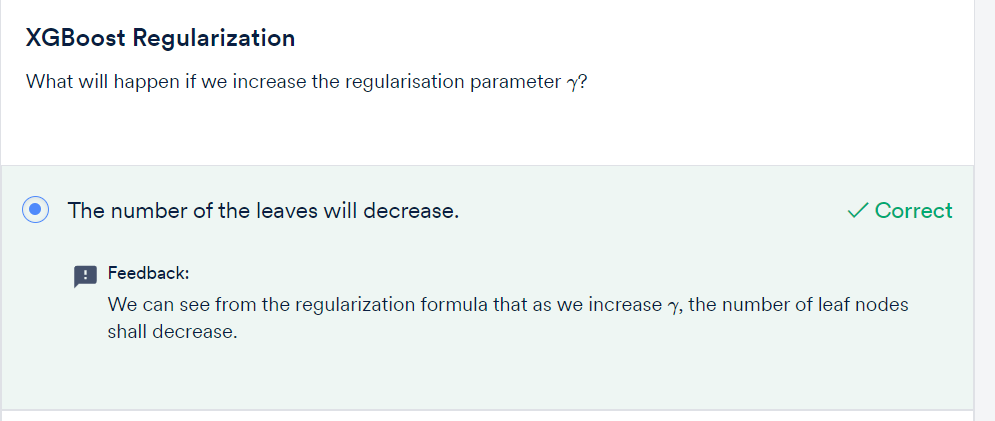 XGBoost Regularization
What will happen if we increase the regularisation parameter γ?
The number of the leaves will decrease.
Correct
Feedback:
We can see from the regularization formula that as we increase γ, the number of leaf nodes
shall decrease.